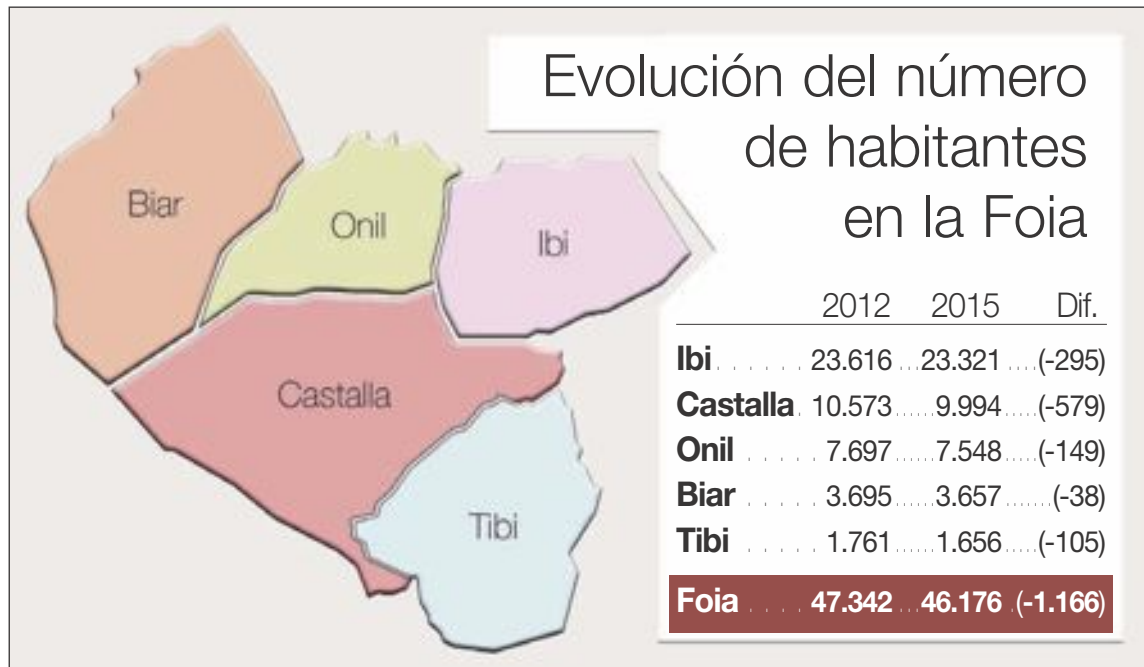 Evolución del número
de habitantes
en la Foia
2012 2015 Dif.
Ibi . . . . . . 23.616 ...23.321 ....(-295)
Castalla. 10.573......9.994 ....(-579)
Onil . . . . . 7.697......7.548.....(-149)
Biar . . . . . 3.695......3.657.......(-38)
Tibi . . . . . 1.761......1.656.....(-105)
Foia . . . . 47.342 ...46.176 .(-1.166)
Biar
Onil
Ibi
Castalla
Tibi